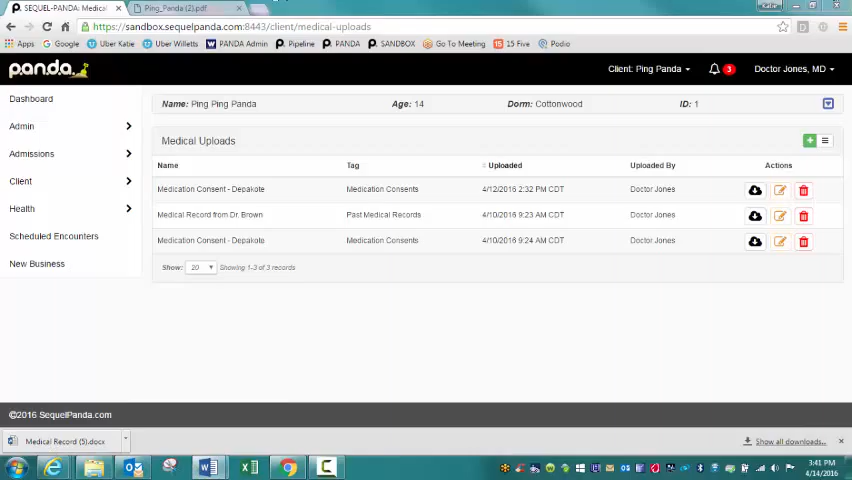 SEQUEL-PANDA: Medical
Ping_Panda (2).pdf
Katie
https://sandbox.sequelpanda.com:8443/client/medical-uploads
Apps
Google
Uber Katie
Uber Willetts
PANDA Admin
Pipeline
PANDA
SANDBOX
Go To Meeting
15 Five
Podio
p.a.n.d.a.
Client: Ping Panda
3
Doctor Jones, MD
Dashboard
Admin
Admissions
Client
Health
Scheduled Encounters
New Business
Name: Ping Ping Panda Age: 14 Dorm: Cottonwood ID: 1
Medical Uploads
Name Tag Uploaded Uploaded By Actions
Medication Consent - Depakote Medication Consents 4/12/2016 2:32 PM CDT Doctor Jones
Medical Record from Dr. Brown Past Medical Records 4/10/2016 9:23 AM CDT Doctor Jones
Medication Consent - Depakote Medication Consents 4/10/2016 9:24 AM CDT Doctor Jones
Show: 20 Showing 1-3 of 3 records
©2016 SequelPanda.com
Medical Record (5).docx
Show all downloads...
3:41 PM
4/14/2016